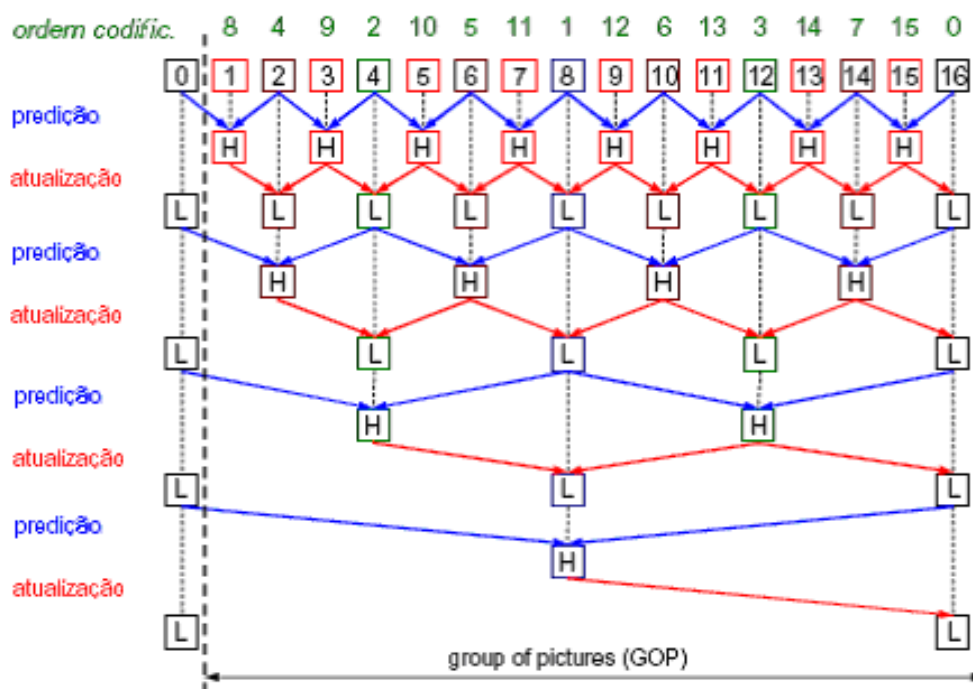 ordem codific. 8 4 9 2 10 5 11 1 12 6 13 3 14 7 15 0
0 1 2 3 4 5 6 7 8 9 10 11 12 13 14 15 16
predição
H H H H H H H H
atualização
L L L L L L L L L
predição
H H H H
atualização
L L L L L
predição
H H
atualização
L L L
predição
H
atualização
L L
group of pictures (GOP)